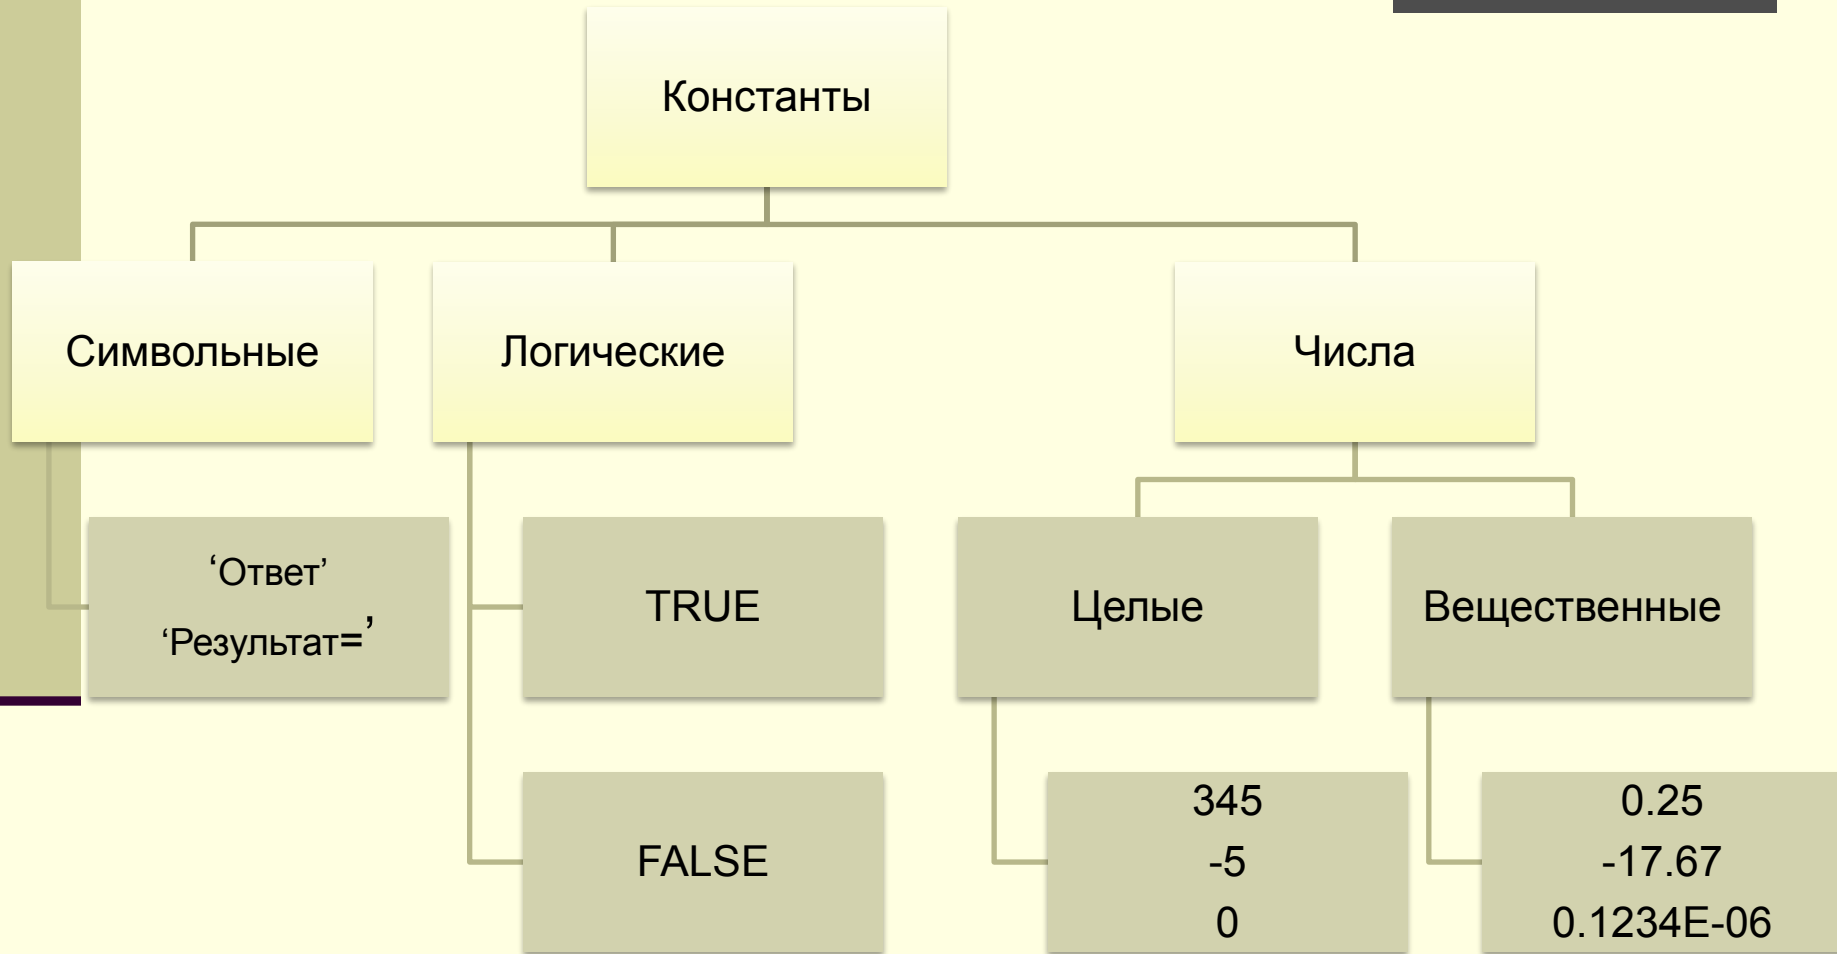 Константы
Символьные
Логические
Числа
‘Ответ’
‘Результат=’
TRUE
Целые
Вещественные
FALSE
345
-5
0
0.25
-17.67
0.1234E-06